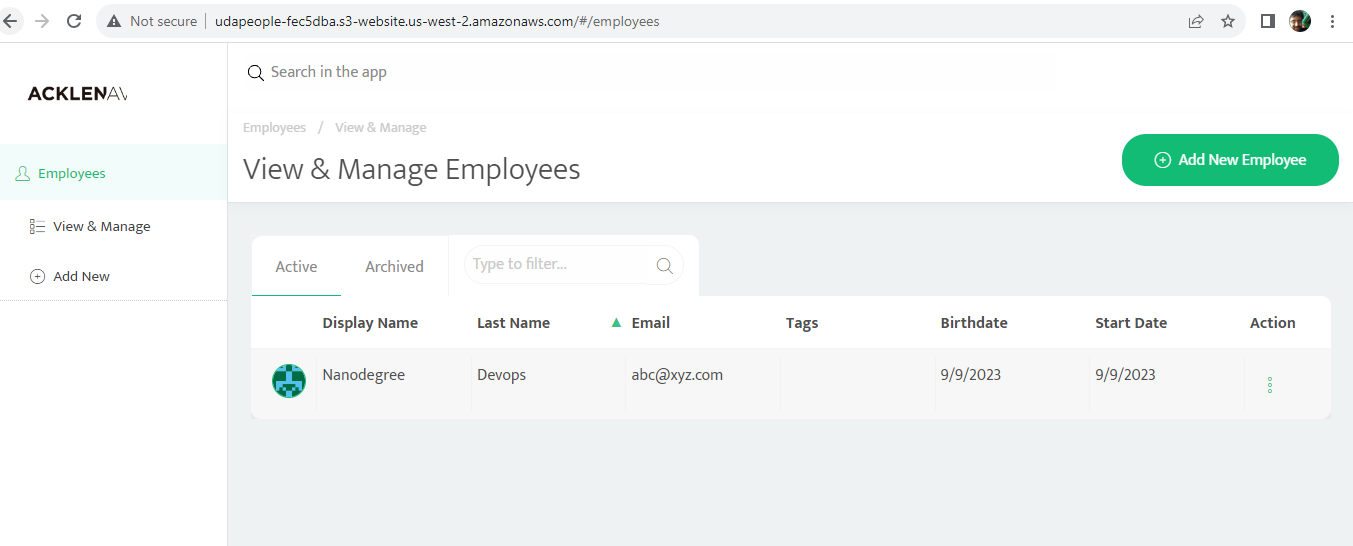 Not secure udapeople-fec5dba.s3-website.us-west-2.amazonaws.com/#/employees
ACKLENAV
Search in the app
Employees / View & Manage
View & Manage Employees
Add New Employee
Employees
View & Manage
Add New
Active Archived Type to filter...
Display Name Last Name Email Tags Birthdate Start Date Action
Nanodegree Devops abc@xyz.com 9/9/2023 9/9/2023